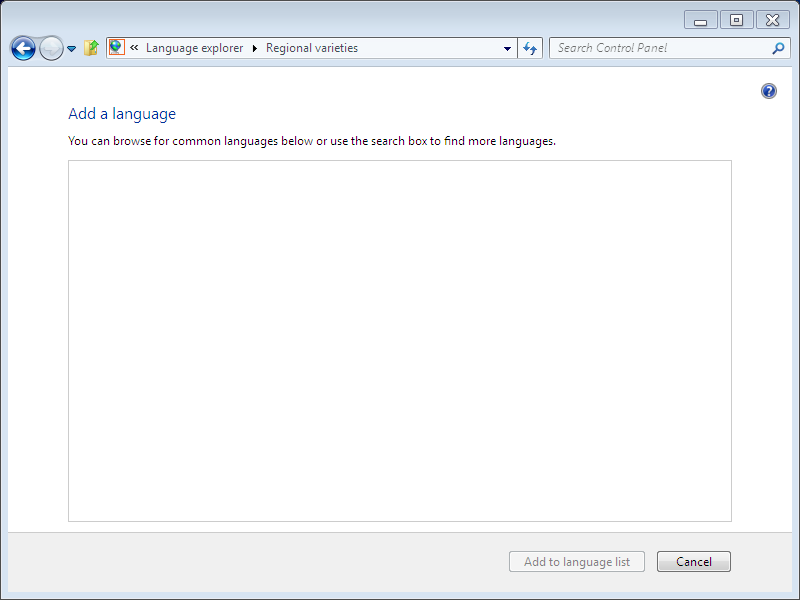 « Language explorer Regional varieties
Search Control Panel
Add a language
You can browse for common languages below or use the search box to find more languages.
Add to language list
Cancel